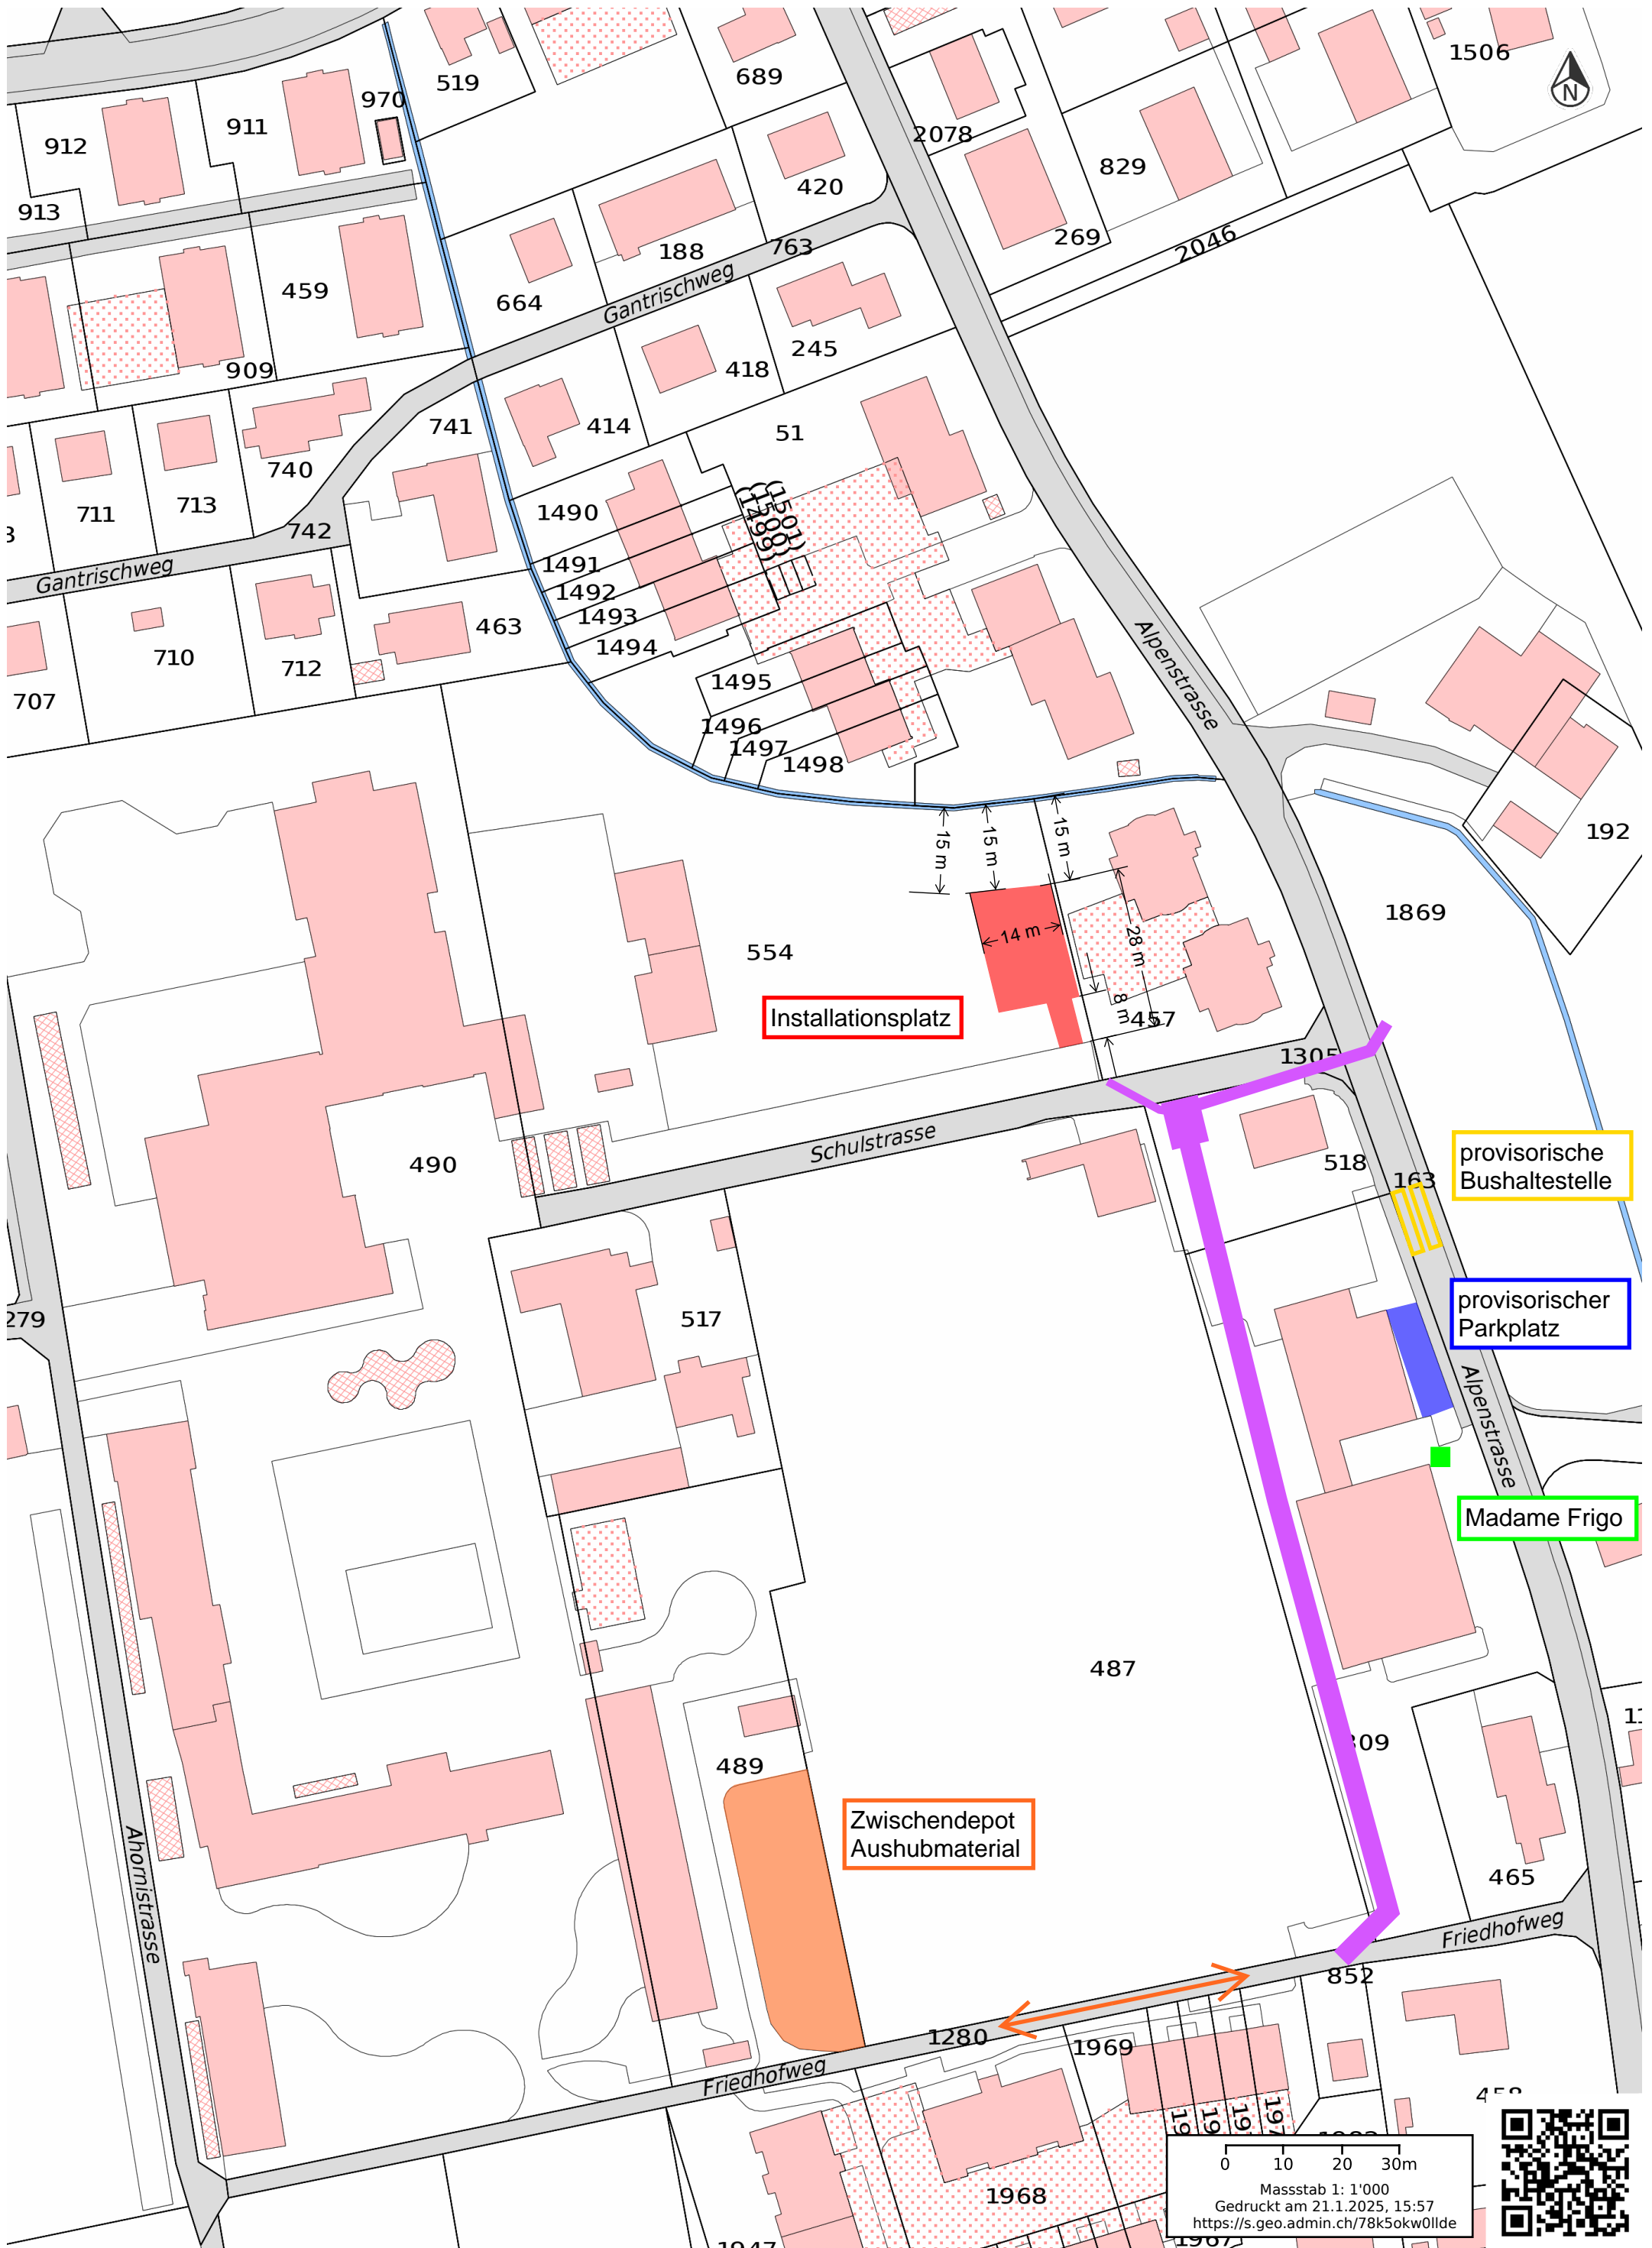 1506
519
689
970
N
912
911
2078
829
420
913
269
2046
188
763
459
664
Gantrischweg
245
418
909
741
414
51
740
711
713
1490
(1501)
(1500)
(1499)
742
Gantrischweg
1491
1492
1493
1494
463
710
712
707
1495
Alpenstrasse
1496
1497
1498
192
15 m
15 m
15 m
1869
14 m
28 m
554
Installationsplatz
8 m
457
1305
Schulstrasse
490
518
provisorische
Bushaltestelle
163
279
517
provisorischer
Parkplatz
Alpenstrasse
Madame Frigo
487
489
Zwischendepot
Aushubmaterial
465
Ahornistrasse
Friedhofweg
852
1280
1969
Friedhofweg
1968
0 10 20 30m
Massstab 1: 1'000
Gedruckt am 21.1.2025, 15:57
https://s.geo.admin.ch/78k5okw0llde
1947
1967